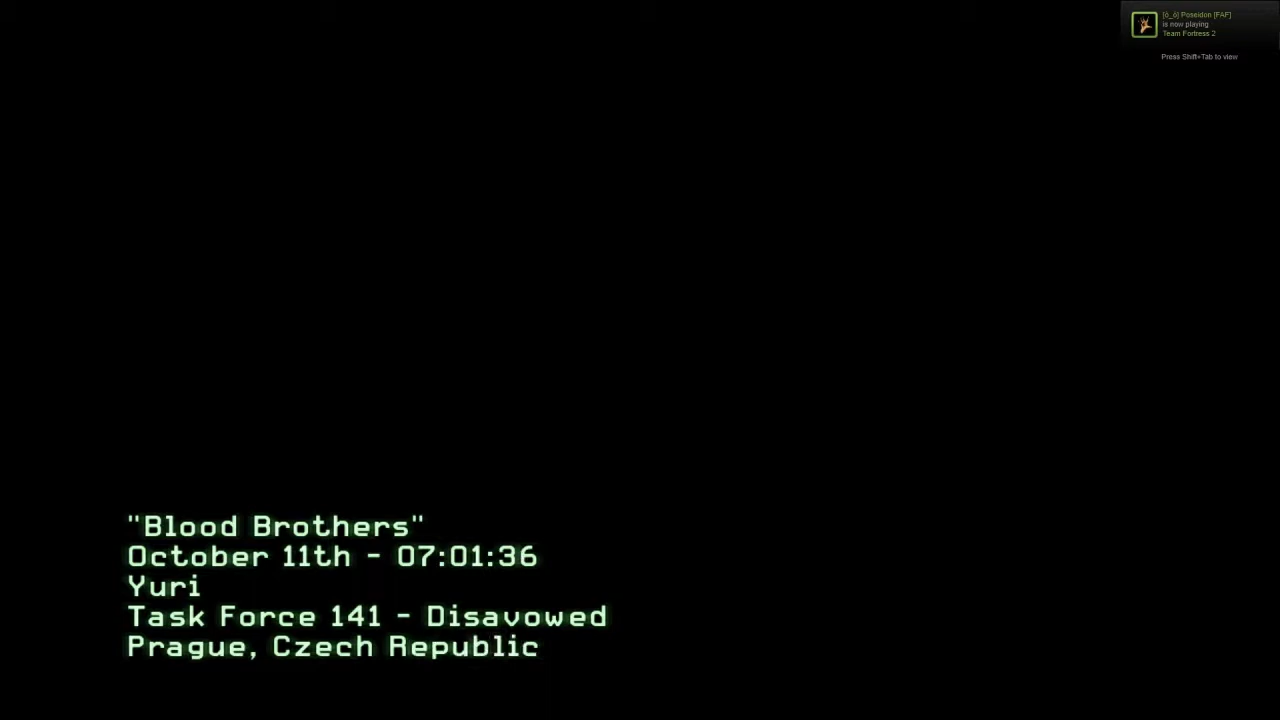 [ō_ō] Poseidon [FAF]
is now playing
Team Fortress 2
Press Shift+Tab to view
"Blood Brothers"
October 11th - 07:01:36
Yuri
Task Force 141 - Disavowed
Prague, Czech Republic